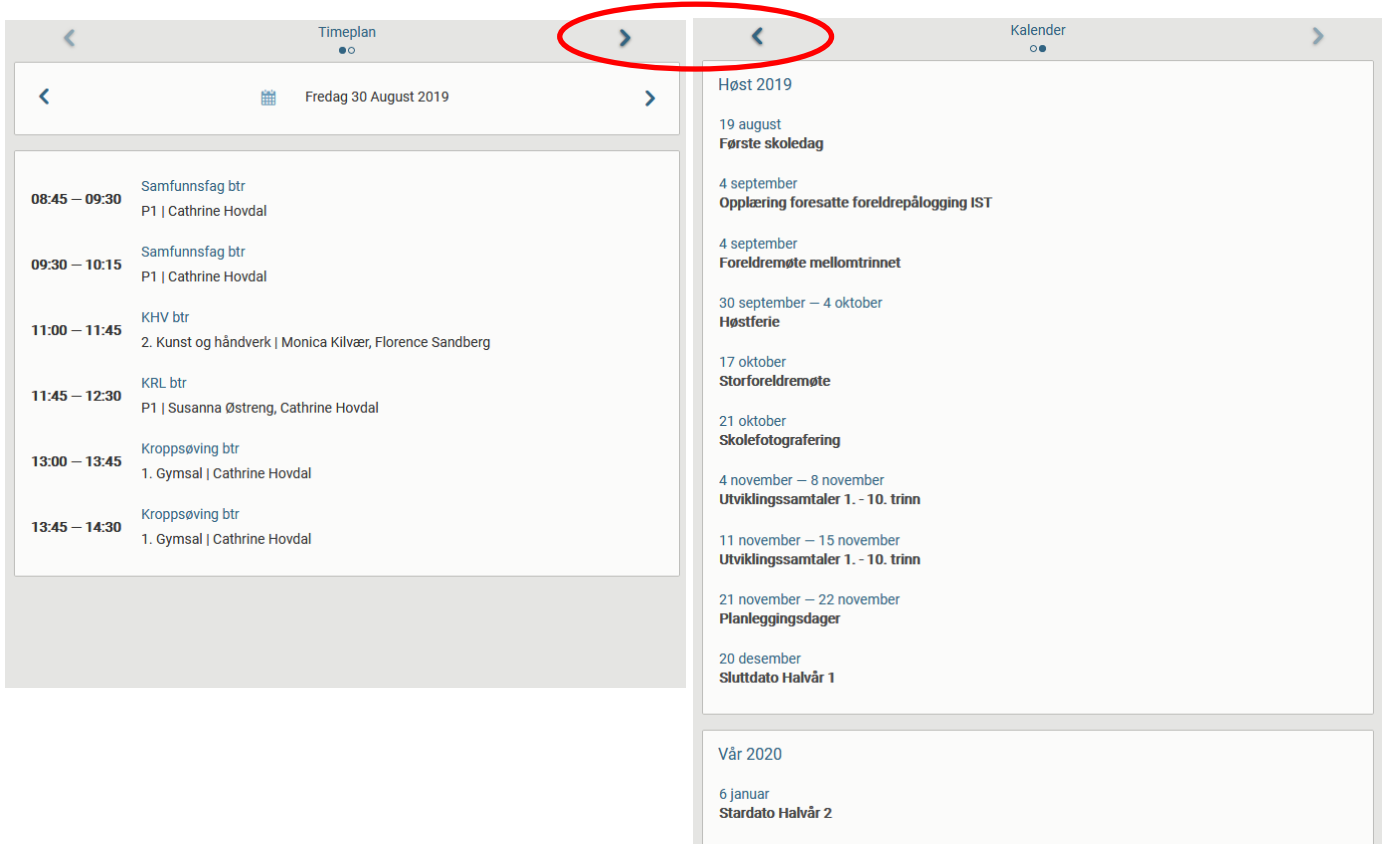 Timeplan
Fredag 30 August 2019
08:45 — 09:30
Samfunnsfag btr
P1 | Cathrine Hovdal
09:30 — 10:15
Samfunnsfag btr
P1 | Cathrine Hovdal
11:00 — 11:45
KHV btr
2. Kunst og håndverk | Monica Kilvær, Florence Sandberg
11:45 — 12:30
KRL btr
P1 | Susanna Østreng, Cathrine Hovdal
13:00 — 13:45
Kroppsøving btr
1. Gymsal | Cathrine Hovdal
13:45 — 14:30
Kroppsøving btr
1. Gymsal | Cathrine Hovdal
Kalender
Høst 2019
19 august
Første skoledag
4 september
Opplæring foresatte foreldrepålogging IST
4 september
Foreldremøte mellomtrinnet
30 september — 4 oktober
Høstferie
17 oktober
Storforeldremøte
21 oktober
Skolefotografering
4 november — 8 november
Utviklingssamtaler 1. - 10. trinn
11 november — 15 november
Utviklingssamtaler 1. - 10. trinn
21 november — 22 november
Planleggingsdager
20 desember
Sluttdato Halvår 1
Vår 2020
6 januar
Stardato Halvår 2